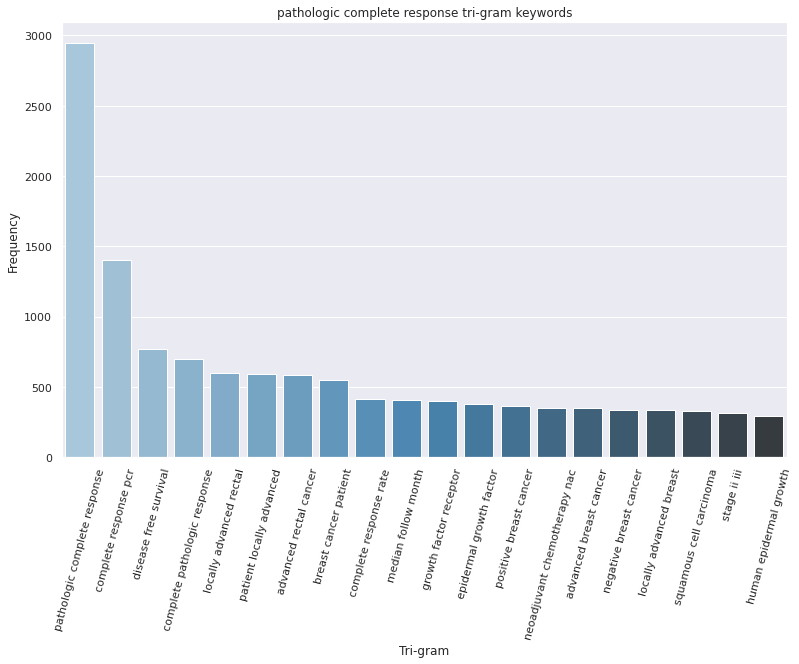 pathologic complete response tri-gram keywords
Frequency
3000
2500
2000
1500
1000
500
0
pathologic complete response
complete response pcr
disease free survival
complete pathologic response
locally advanced rectal
patient locally advanced
advanced rectal cancer
breast cancer patient
complete response rate
median follow month
growth factor receptor
epidermal growth factor
positive breast cancer
neoadjuvant chemotherapy nac
advanced breast cancer
negative breast cancer
locally advanced breast
squamous cell carcinoma
stage ii iii
human epidermal growth
Tri-gram